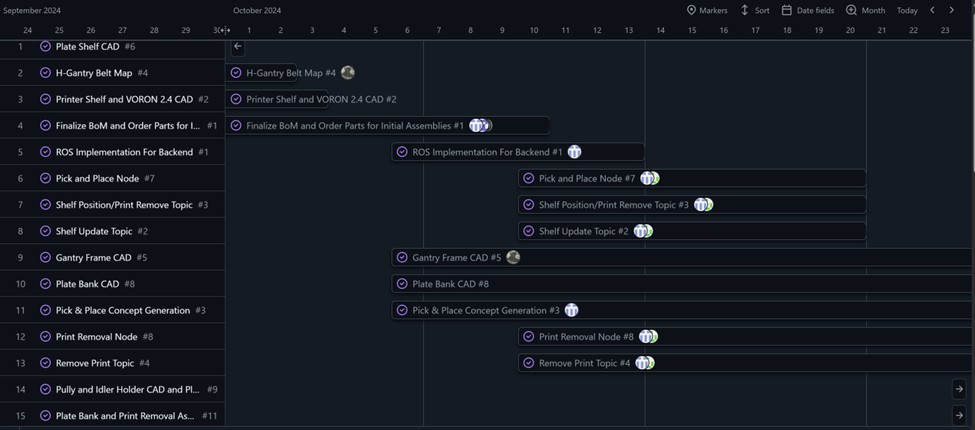 September 2024 October 2024 Markers Sort Date fields Month Today
24 25 26 27 28 29 1 2 3 4 5 6 7 8 9 10 11 12 13 14 15 16 17 18 19 20 21 22 23
1 Plate Shelf CAD #6
2 H-Gantry Belt Map #4 H-Gantry Belt Map #4
3 Printer Shelf and VORON 2.4 CAD #2 Printer Shelf and VORON 2.4 CAD #2
4 Finalize BoM and Order Parts for I... #1 Finalize BoM and Order Parts for Initial Assemblies #1
5 ROS Implementation For Backend #1 ROS Implementation For Backend #1
6 Pick and Place Node #7 Pick and Place Node #7
7 Shelf Position/Print Remove Topic #3 Shelf Position/Print Remove Topic #3
8 Shelf Update Topic #2 Shelf Update Topic #2
9 Gantry Frame CAD #5 Gantry Frame CAD #5
10 Plate Bank CAD #8 Plate Bank CAD #8
11 Pick & Place Concept Generation #3 Pick & Place Concept Generation #3
12 Print Removal Node #8 Print Removal Node #8
13 Remove Print Topic #4 Remove Print Topic #4
14 Pully and Idler Holder CAD and Pl... #9
15 Plate Bank and Print Removal As... #11